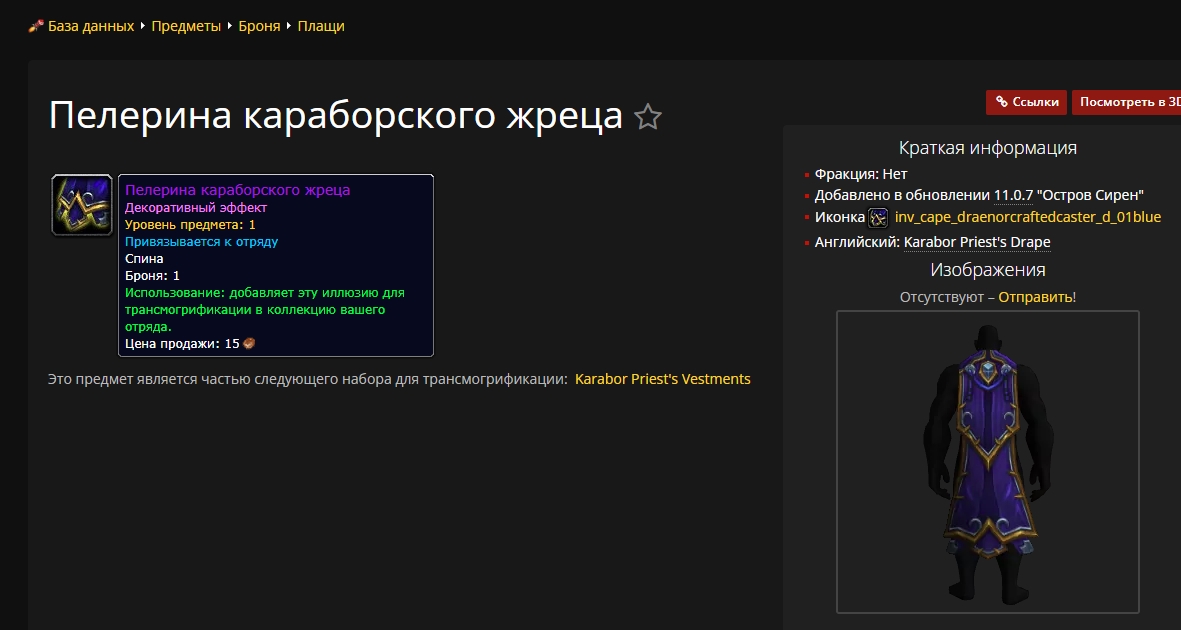 База данных Предметы Броня Плащи
Пелерина караборского жреца
Ссылки Посмотреть в 3D
Пелерина караборского жреца
Декоративный эффект
Уровень предмета: 1
Привязывается к отряду
Спина
Броня: 1
Использование: добавляет эту иллюзию для
трансмогрификации в коллекцию вашего
отряда.
Цена продажи: 15
Это предмет является частью следующего набора для трансмогрификации: Karabor Priest's Vestments
Краткая информация
Фракция: Нет
Добавлено в обновлении 11.0.7 "Остров Сирен"
Иконка inv_cape_draenorcraftedcaster_d_01blue
Английский: Karabor Priest's Drape
Изображения
Отсутствуют – Отправить!